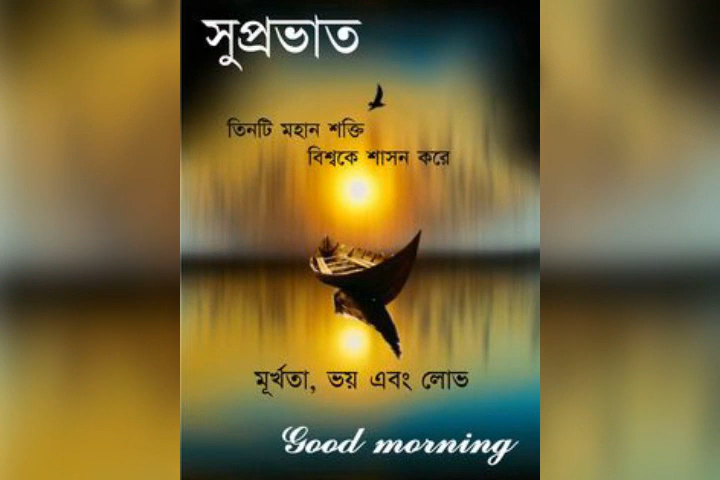 সুপ্রভাত
তিনটি মহান শক্তি
বিশ্বকে শাসন করে
মূর্খতা, ভয় এবং লোভ
Good morning